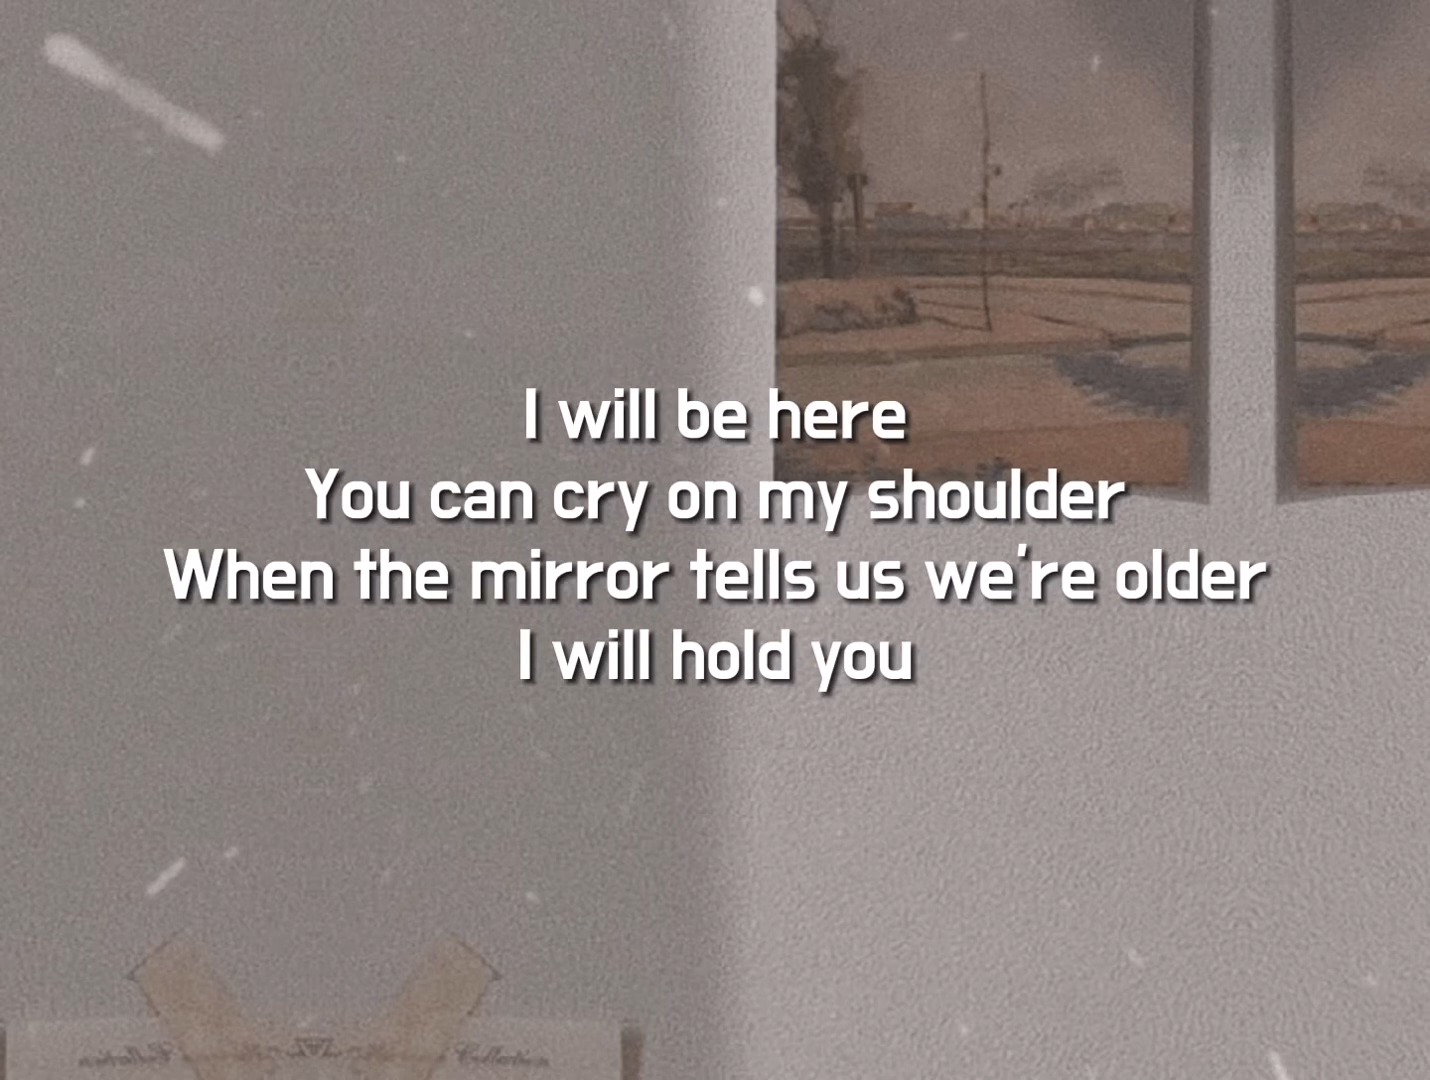 I will be here
You can cry on my shoulder
When the mirror tells us we're older
I will hold you